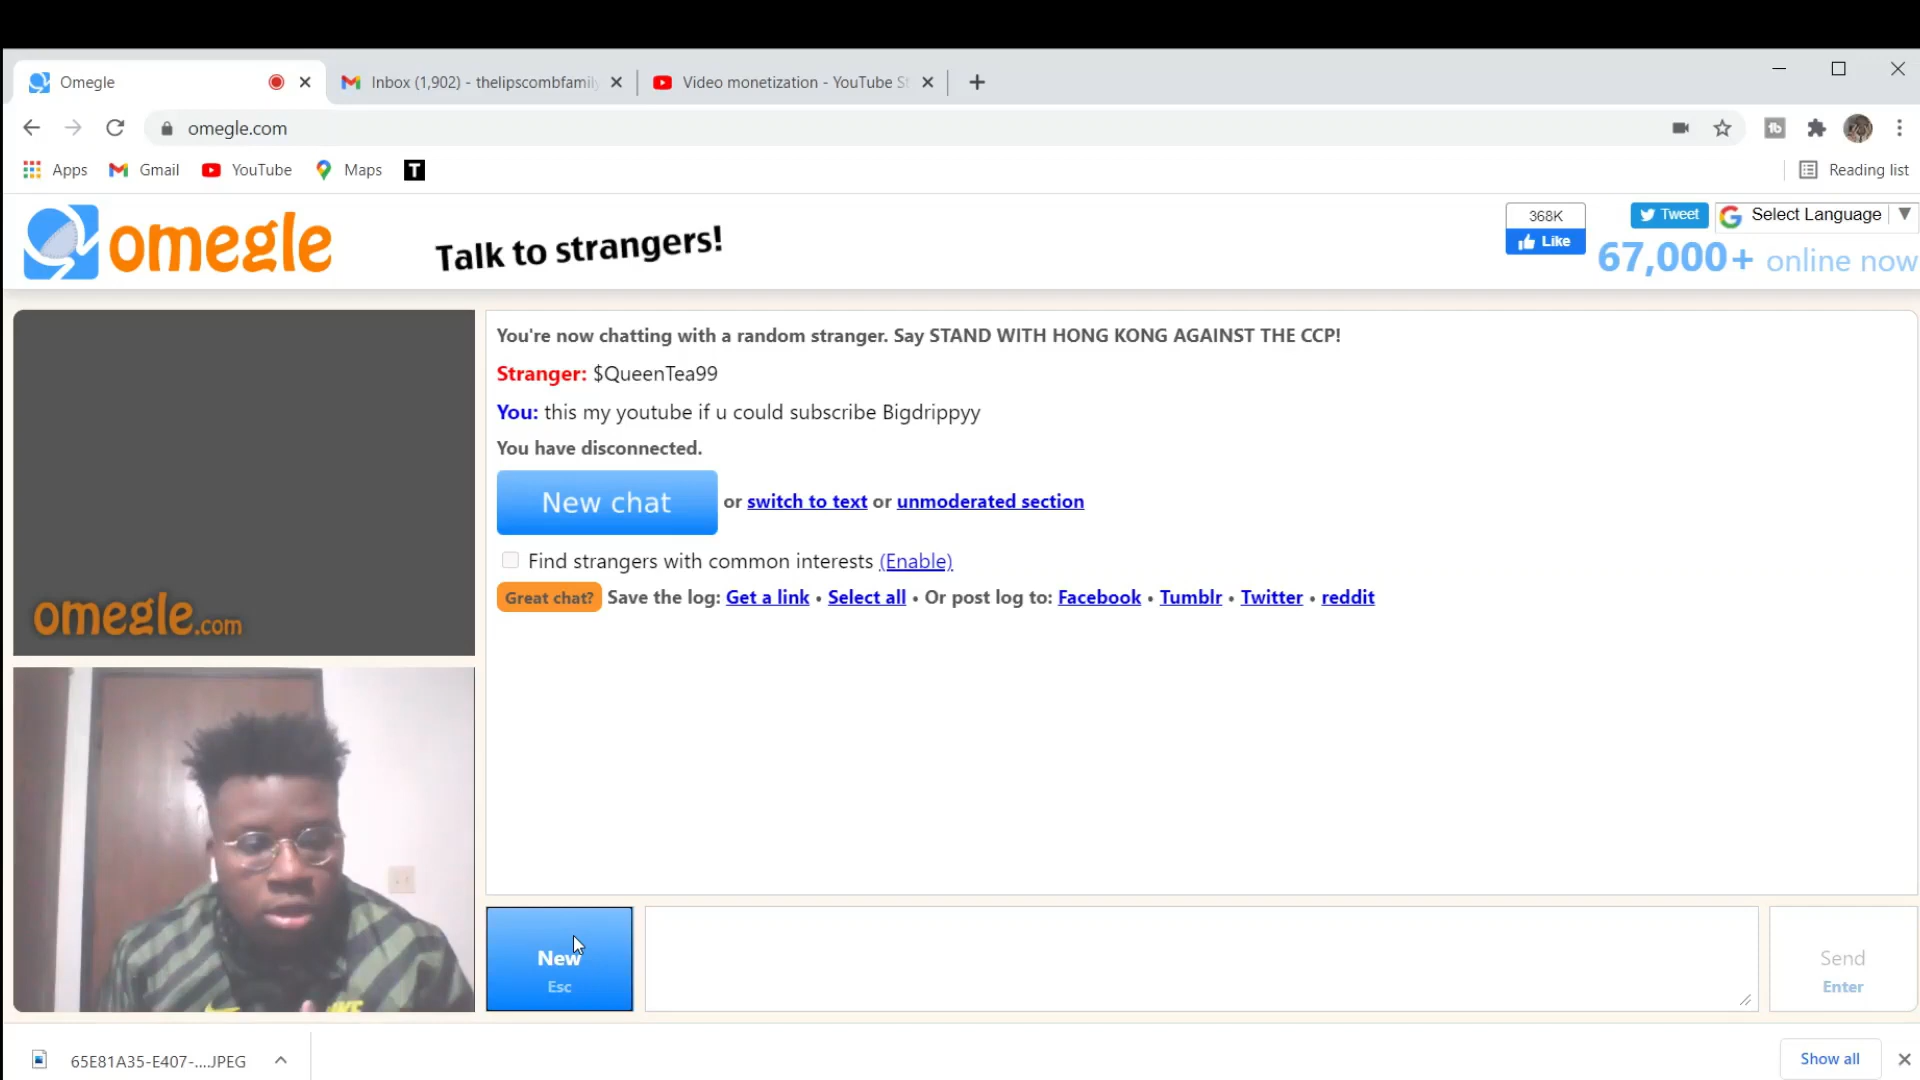 Omegle
Inbox (1,902) - thelipscombfamily
Video monetization - YouTube St
omegle.com
Apps
Gmail
YouTube
Maps
T
Reading list
omegle
Talk to strangers!
368K
Like
Tweet
Select Language
67,000+ online now
You're now chatting with a random stranger. Say STAND WITH HONG KONG AGAINST THE CCP!
Stranger: $QueenTea99
You: this my youtube if u could subscribe Bigdrippyy
You have disconnected.
New chat or switch to text or unmoderated section
Find strangers with common interests (Enable)
Great chat? Save the log: Get a link • Select all • Or post log to: Facebook • Tumblr • Twitter • reddit
omegle.com
New
Esc
Send
Enter
65E81A35-E407-....JPEG
Show all